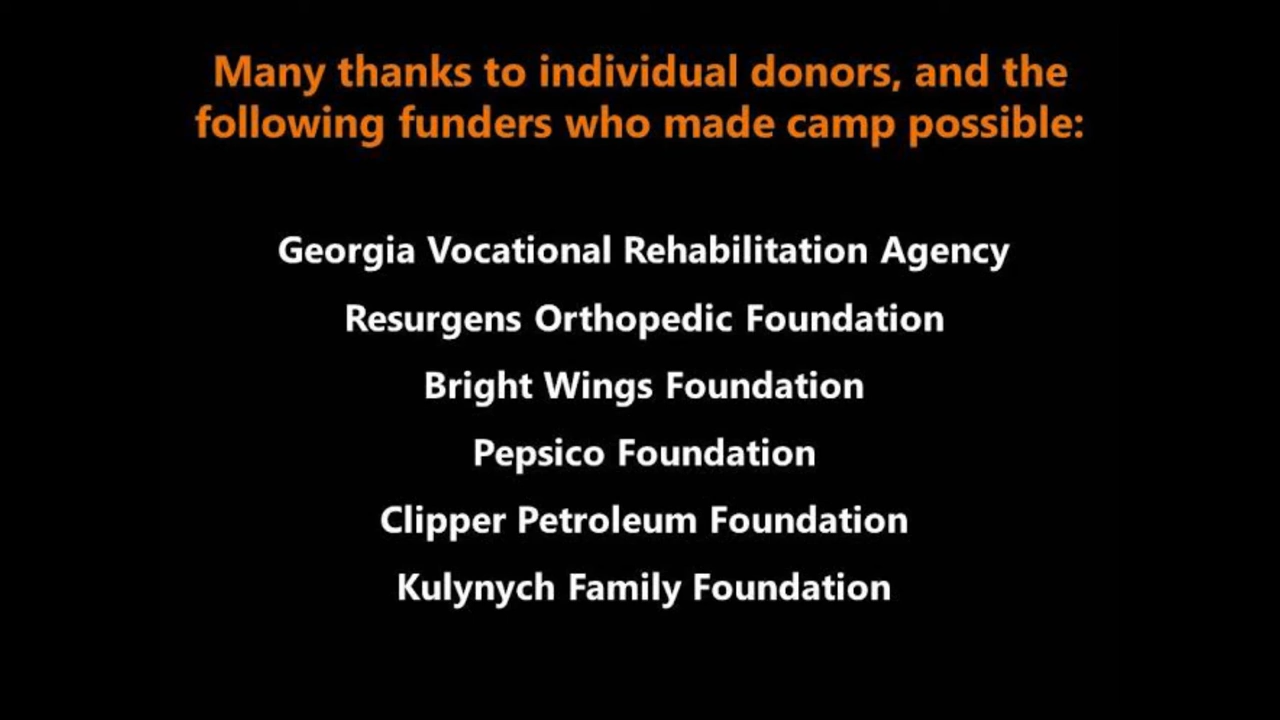 Many thanks to individual donors, and the
following funders who made camp possible:
Georgia Vocational Rehabilitation Agency
Resurgens Orthopedic Foundation
Bright Wings Foundation
Pepsico Foundation
Clipper Petroleum Foundation
Kulynych Family Foundation